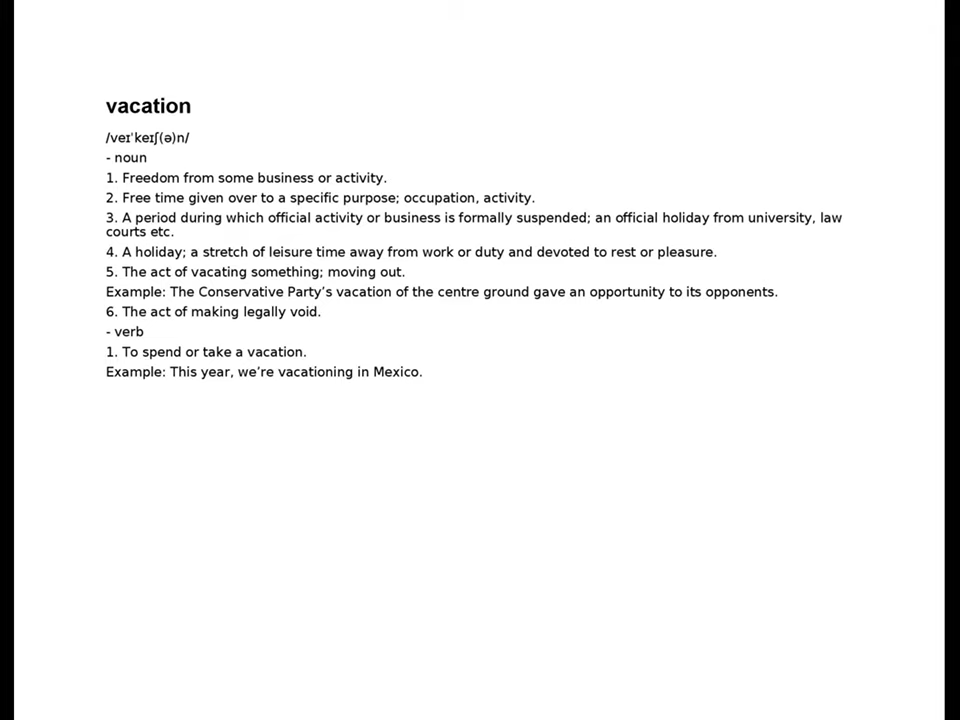 vacation
/veɪˈkeɪʃ(ə)n/
- noun
1. Freedom from some business or activity.
2. Free time given over to a specific purpose; occupation, activity.
3. A period during which official activity or business is formally suspended; an official holiday from university, law
courts etc.
4. A holiday; a stretch of leisure time away from work or duty and devoted to rest or pleasure.
5. The act of vacating something; moving out.
Example: The Conservative Party’s vacation of the centre ground gave an opportunity to its opponents.
6. The act of making legally void.
- verb
1. To spend or take a vacation.
Example: This year, we’re vacationing in Mexico.